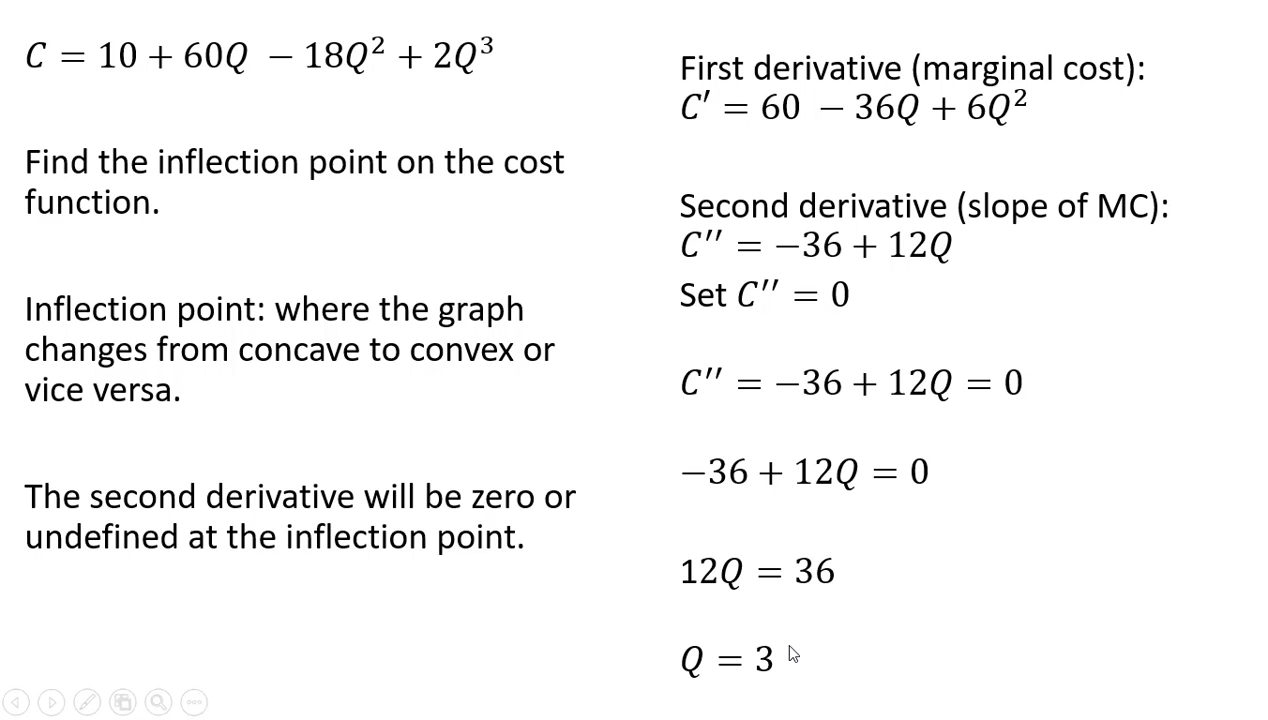 C = 10 + 60Q − 18Q² + 2Q³
Find the inflection point on the cost
function.
Inflection point: where the graph
changes from concave to convex or
vice versa.
The second derivative will be zero or
undefined at the inflection point.
First derivative (marginal cost):
C′ = 60 − 36Q + 6Q²
Second derivative (slope of MC):
C′′ = −36 + 12Q
Set C′′ = 0
C′′ = −36 + 12Q = 0
−36 + 12Q = 0
12Q = 36
Q = 3